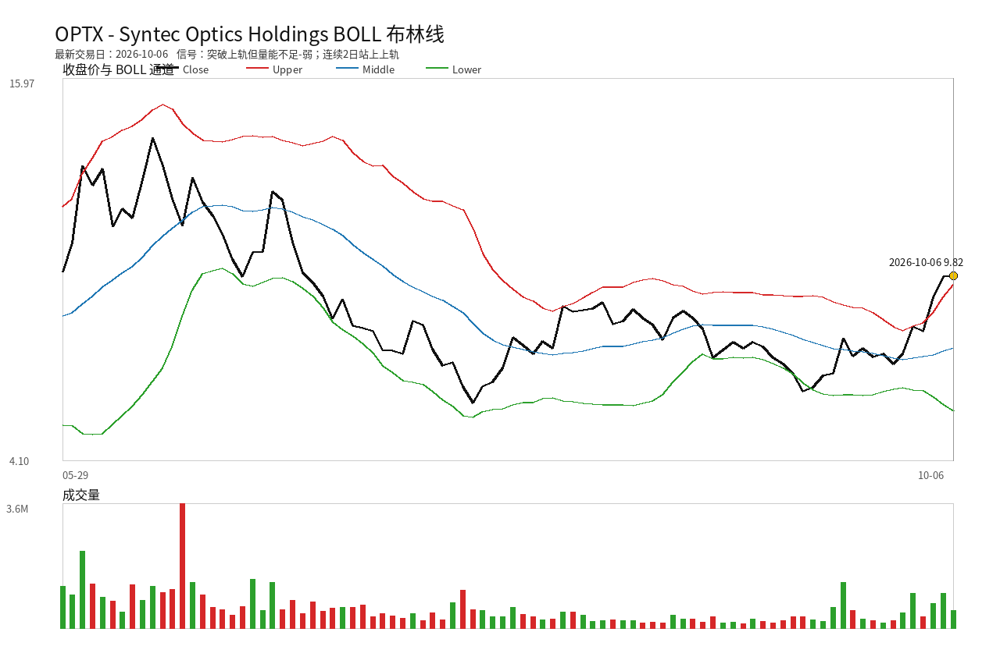 OPTX - Syntec Optics Holdings BOLL 布林线
最新交易日：2026-10-06 信号：突破上轨但量能不足-弱；连续2日站上上轨
收盘价与 BOLL 通道 Close Upper Middle Lower
15.97
2026-10-06 9.82
4.10
05-29 10-06
成交量
3.6M